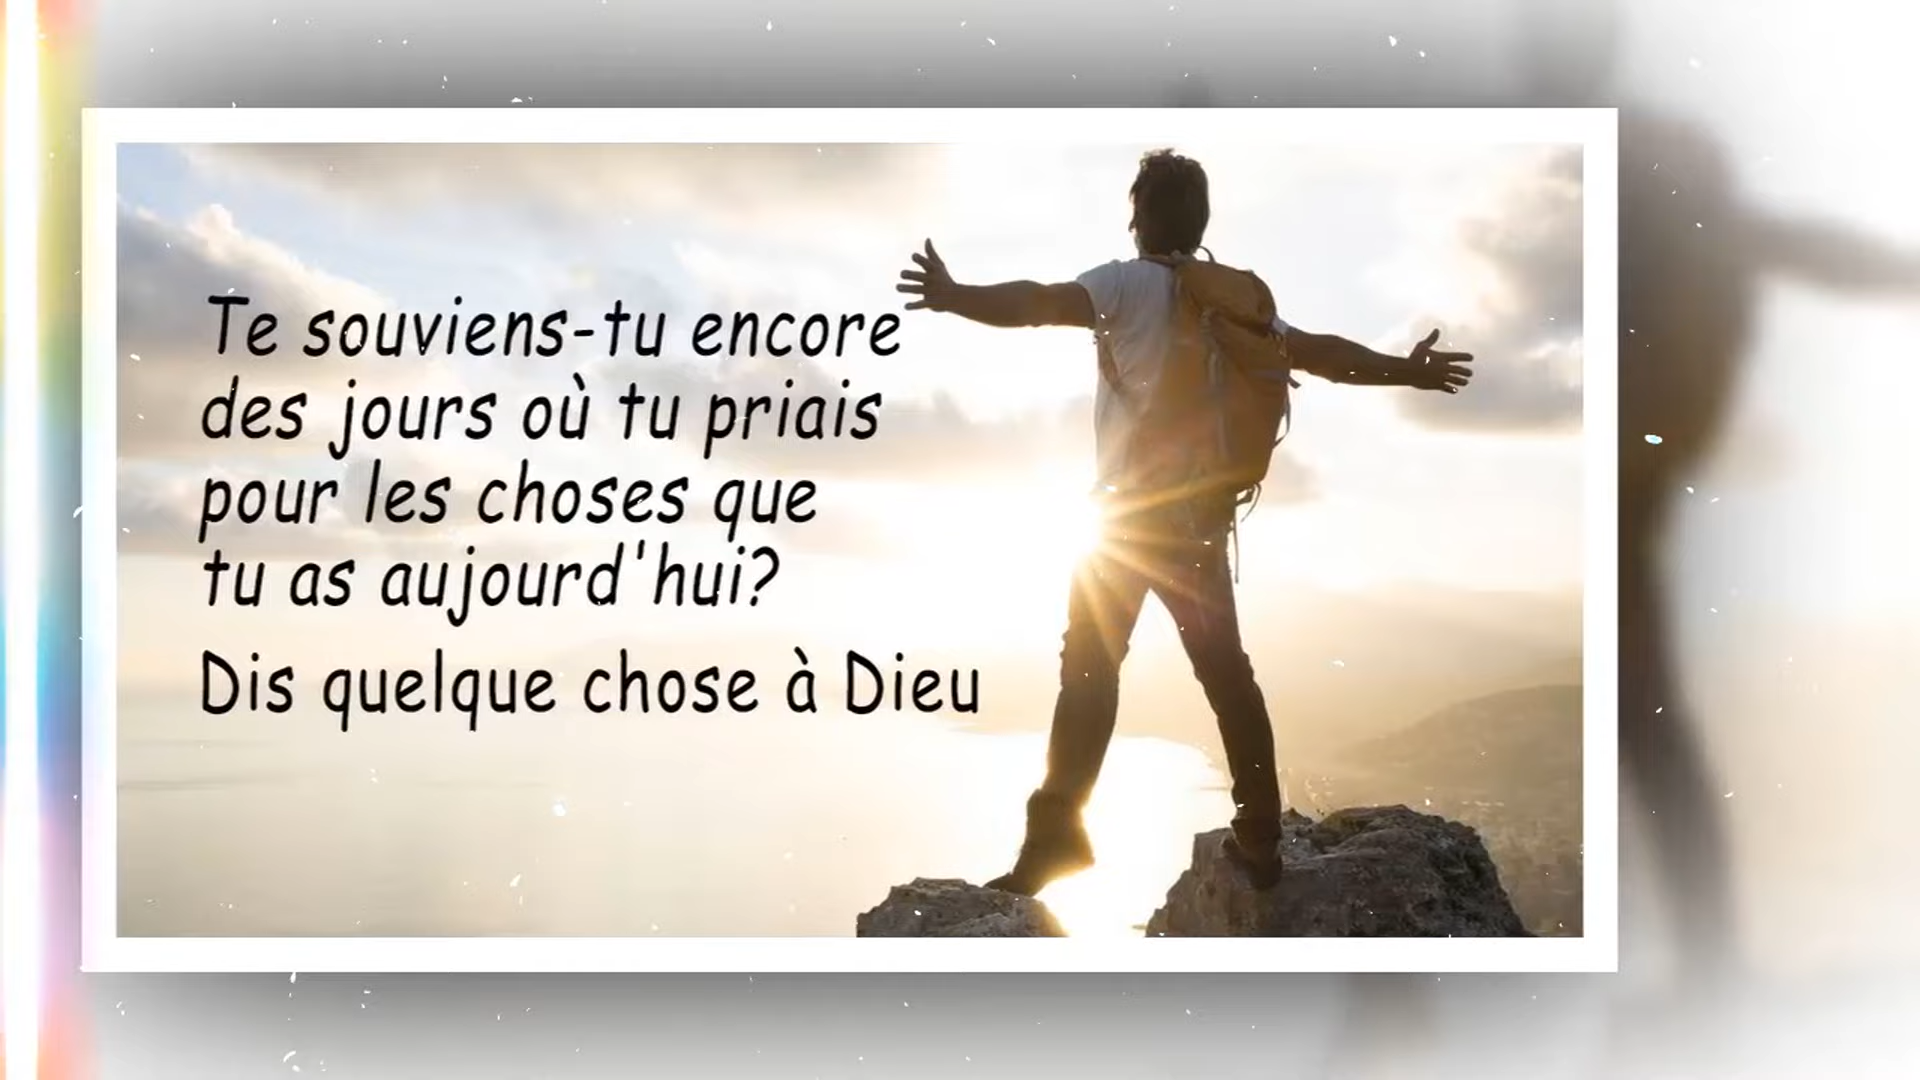 Te souviens-tu encore
des jours où tu priais
pour les choses que
tu as aujourd'hui?
Dis quelque chose à Dieu